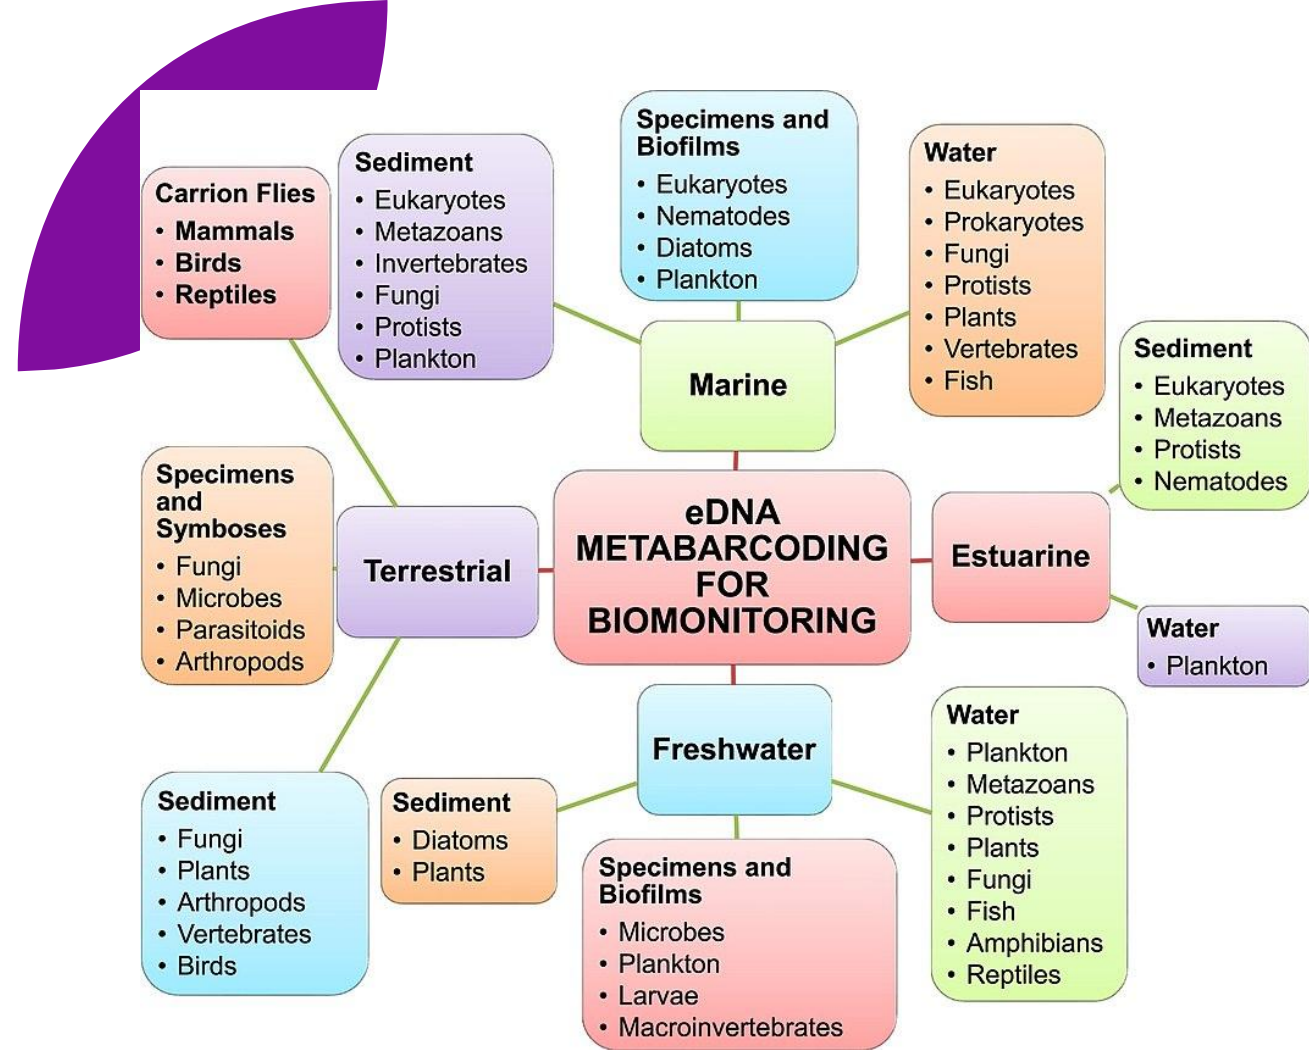 Carrion Flies
• Mammals
• Birds
• Reptiles
Sediment
• Eukaryotes
• Metazoans
• Invertebrates
• Fungi
• Protists
• Plankton
Specimens and
Biofilms
• Eukaryotes
• Nematodes
• Diatoms
• Plankton
Water
• Eukaryotes
• Prokaryotes
• Fungi
• Protists
• Plants
• Vertebrates
• Fish
Marine
Sediment
• Eukaryotes
• Metazoans
• Protists
• Nematodes
Specimens
and
Symboses
• Fungi
• Microbes
• Parasitoids
• Arthropods
Terrestrial
eDNA
METABARCODING
FOR
BIOMONITORING
Estuarine
Water
• Plankton
Freshwater
Water
• Plankton
• Metazoans
• Protists
• Plants
• Fungi
• Fish
• Amphibians
• Reptiles
Sediment
• Fungi
• Plants
• Arthropods
• Vertebrates
• Birds
Sediment
• Diatoms
• Plants
Specimens and
Biofilms
• Microbes
• Plankton
• Larvae
• Macroinvertebrates